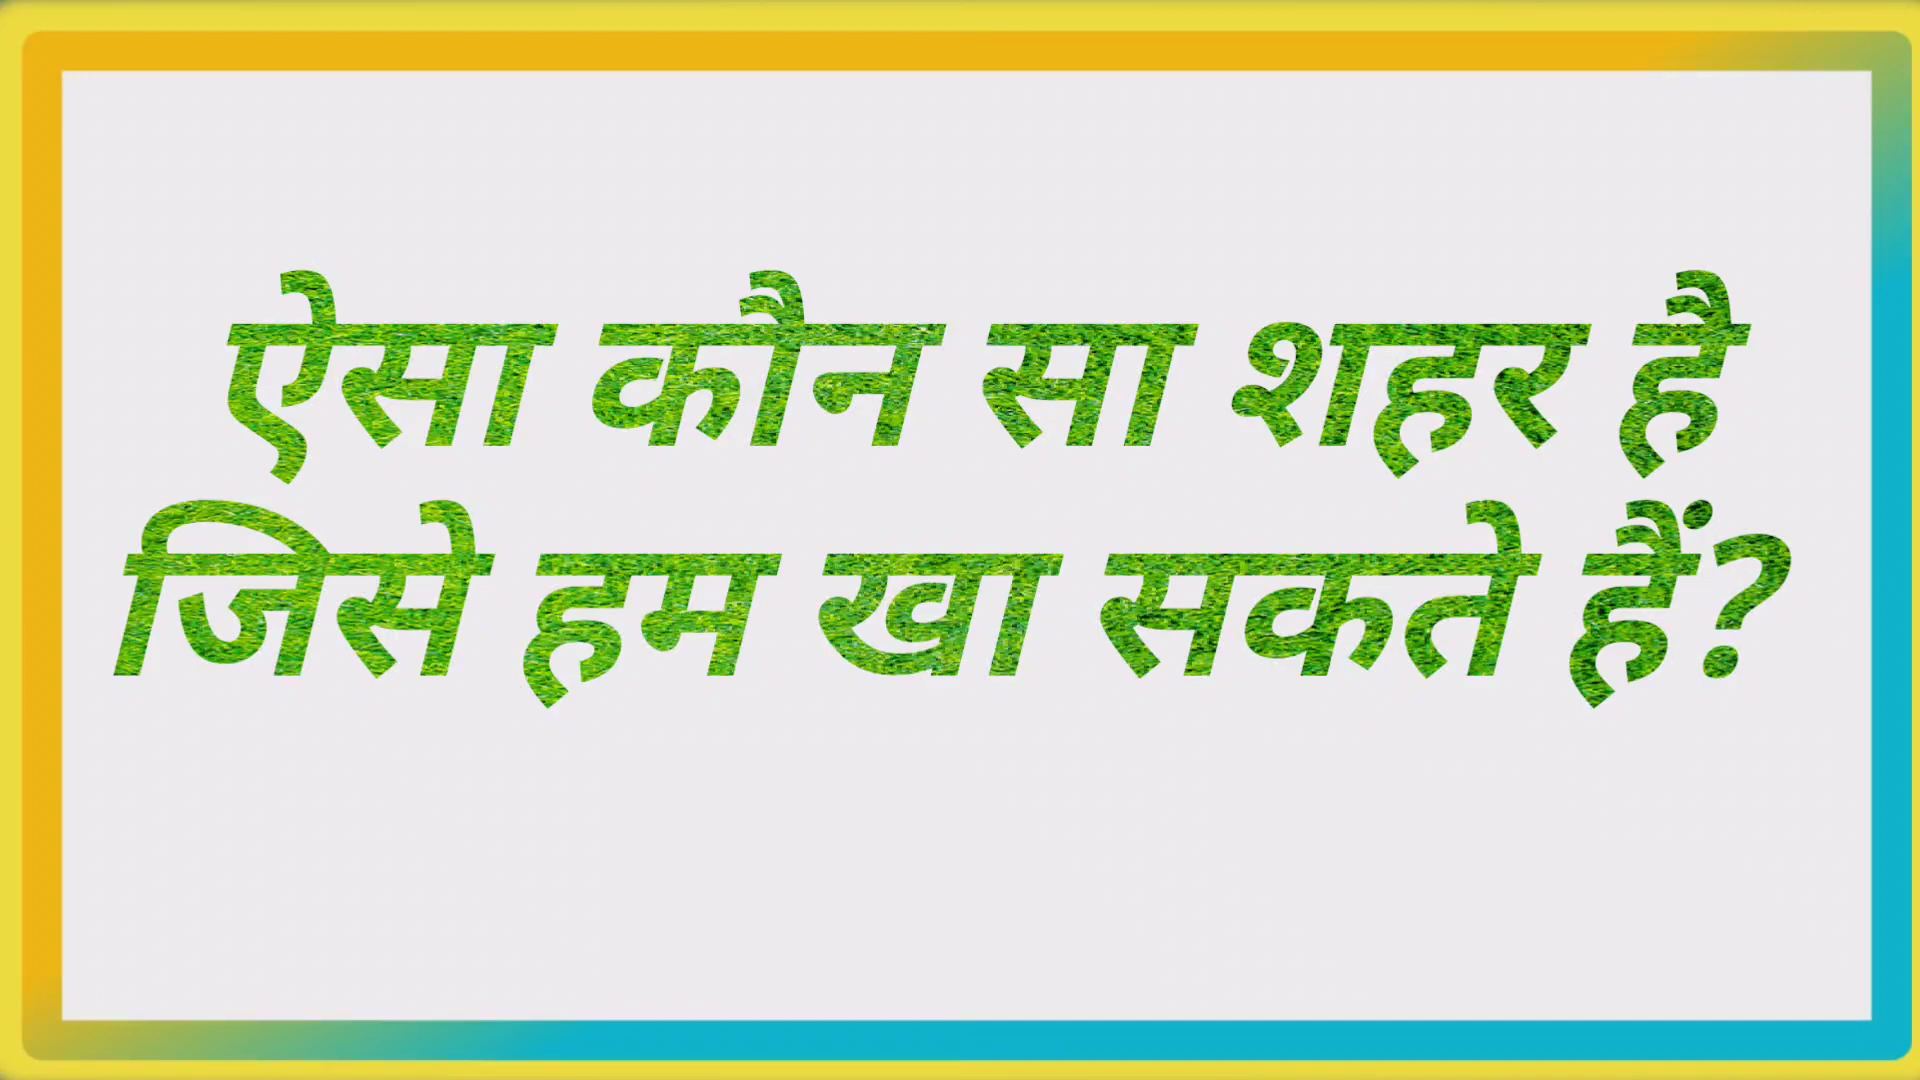 ऐसा कौन सा शहर है
जिसे हम खा सकते हैं?